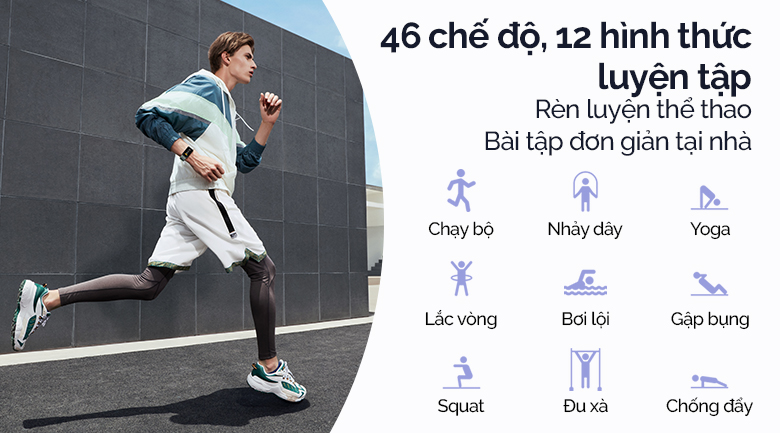 46 chế độ, 12 hình thức
luyện tập
Rèn luyện thể thao
Bài tập đơn giản tại nhà
Chạy bộ
Nhảy dây
Yoga
Lắc vòng
Bơi lội
Gập bụng
Squat
Đu xà
Chống đẩy